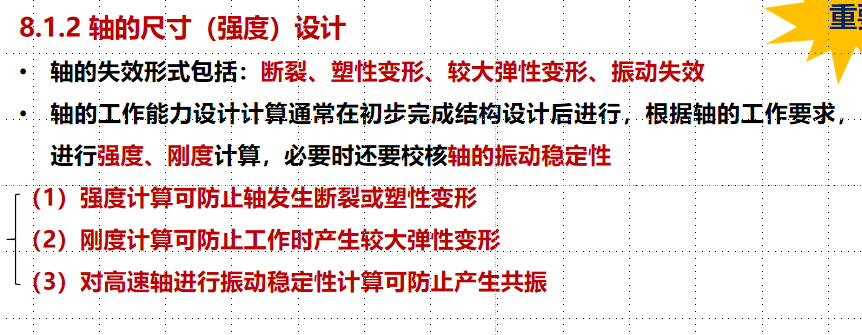 8.1.2 轴的尺寸（强度）设计
重要
• 轴的失效形式包括：断裂、塑性变形、较大弹性变形、振动失效
• 轴的工作能力设计计算通常在初步完成结构设计后进行，根据轴的工作要求，
进行强度、刚度计算，必要时还要校核轴的振动稳定性
（1）强度计算可防止轴发生断裂或塑性变形
（2）刚度计算可防止工作时产生较大弹性变形
（3）对高速轴进行振动稳定性计算可防止产生共振